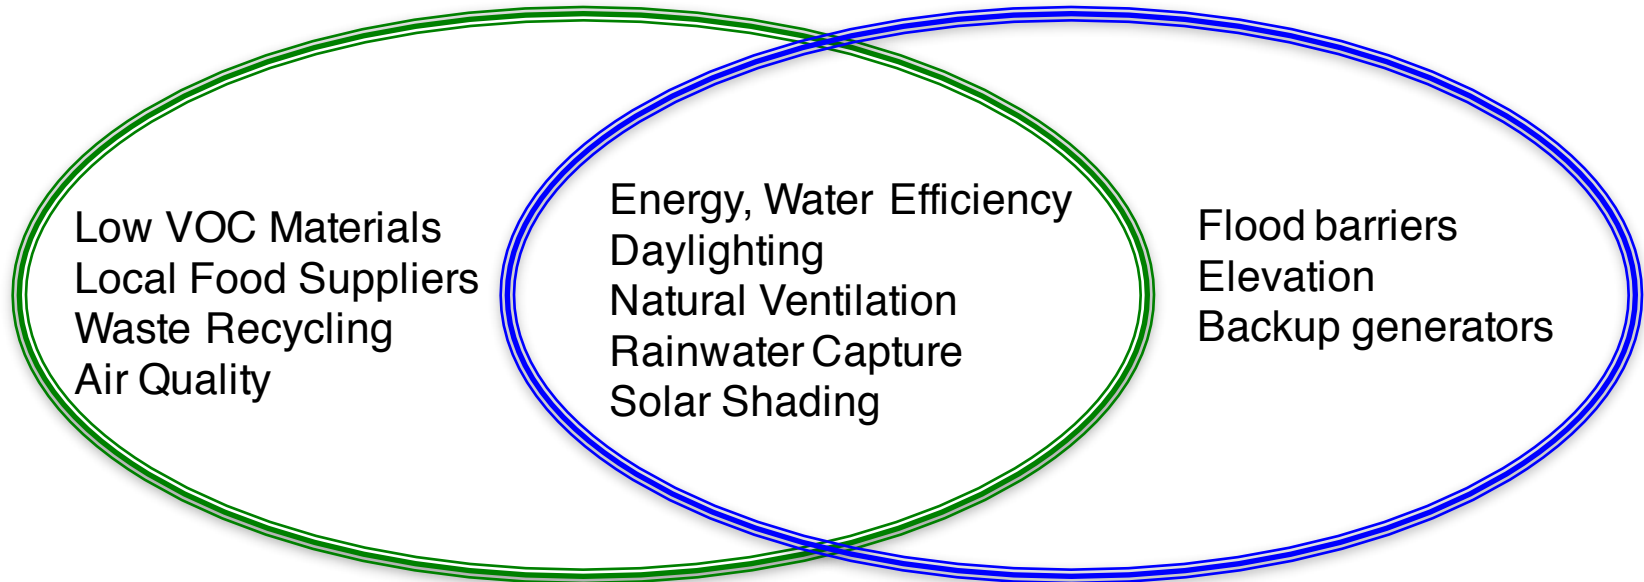 Low VOC Materials
Local Food Suppliers
Waste Recycling
Air Quality
Energy, Water Efficiency
Daylighting
Natural Ventilation
Rainwater Capture
Solar Shading
Flood barriers
Elevation
Backup generators